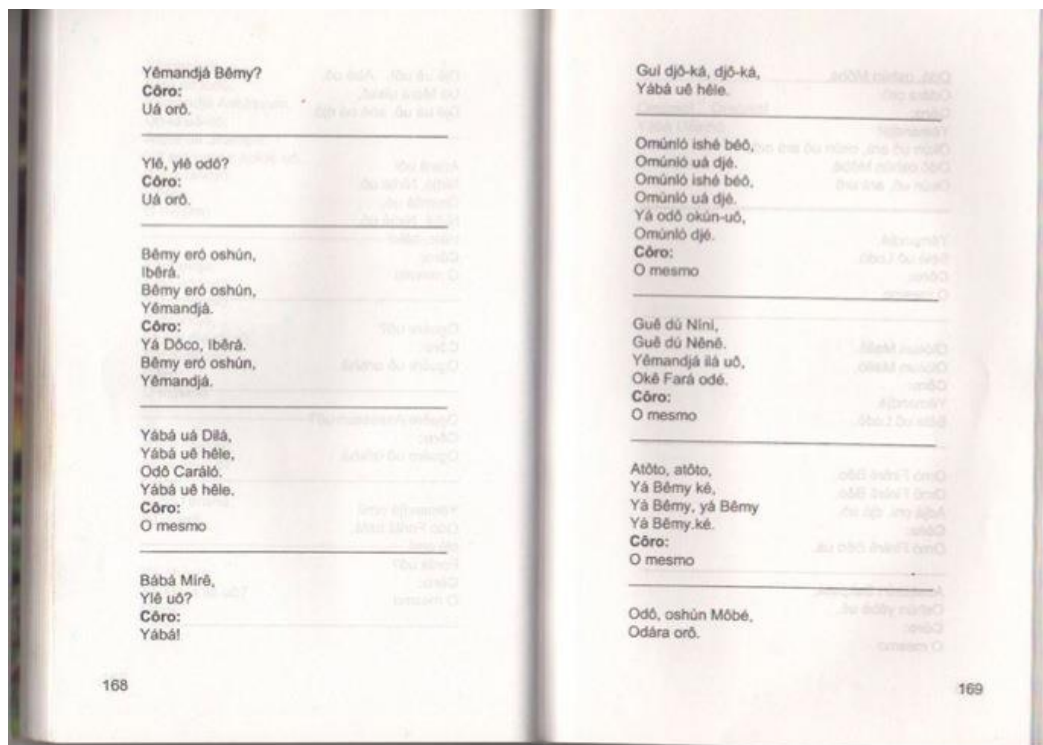 Yêmandjá Bêmy?
Côro:
Uá orô.
Ylê, ylê odô?
Côro:
Uá orô.
Bêmy eró oshún,
Ibêrá.
Bêmy eró oshún,
Yêmandjá.
Côro:
Yá Dôco, Ibêrá.
Bêmy eró oshún,
Yêmandjá.
Yábá uá Dilá,
Yábá uê hêle,
Odô Caráló.
Yábá uê hêle.
Côro:
O mesmo
Bábá Mirê,
Ylê uô?
Côro:
Yábá!
168
Gul djô-ká, djô-ká,
Yábá uê hêle.
Omúnló ishê béô,
Omúnló uá djé.
Omúnló ishê béô,
Omúnló uá djé.
Yá odô okún-uô,
Omúnló djé.
Côro:
O mesmo
Guê dú Níni,
Guê dú Nênê.
Yêmandjá ilá uô,
Okê Fará odé.
Côro:
O mesmo
Atôto, atôto,
Yá Bêmy ké,
Yá Bêmy, yá Bêmy
Yá Bêmy.ké.
Côro:
O mesmo
Odô, oshún Môbé,
Odára orô.
169